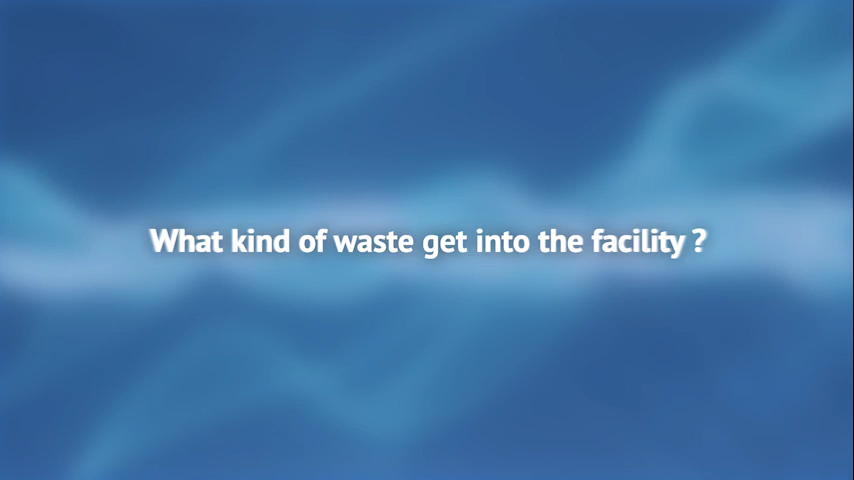 What kind of waste get into the facility ?